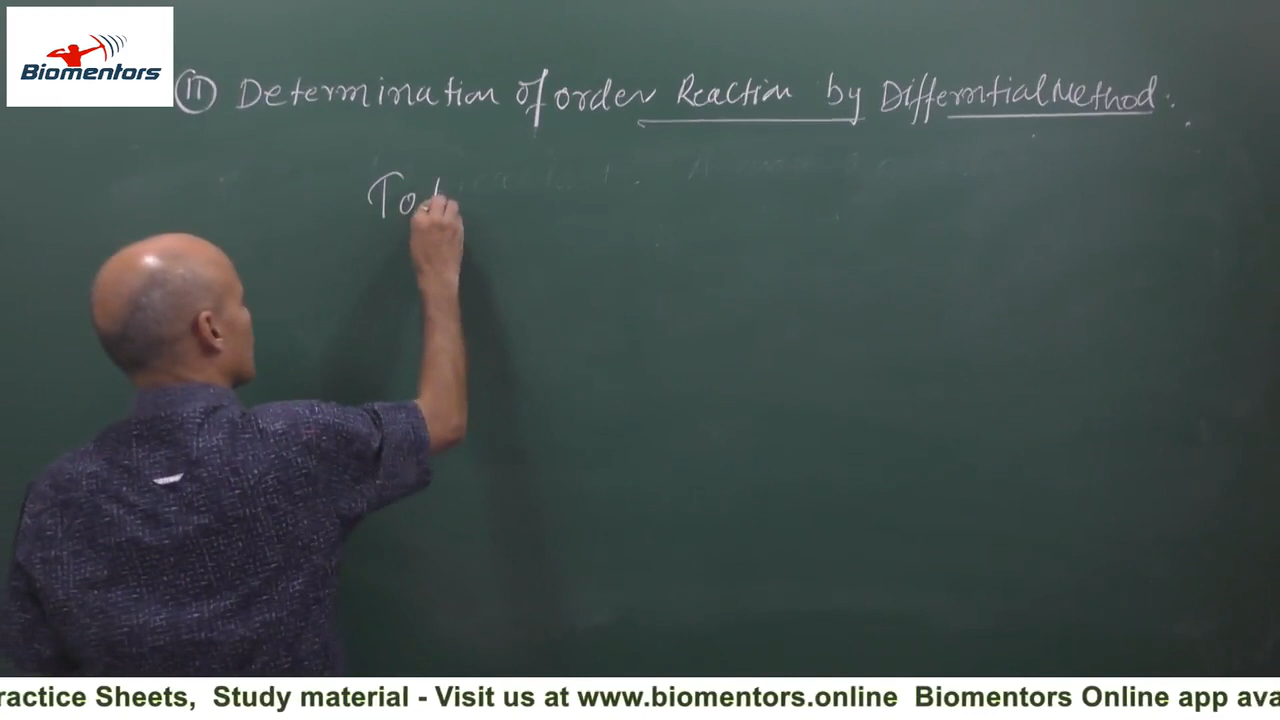 Biomentors
(11) Determination of order Reaction by Differntial Method.
To
ractice Sheets, Study material - Visit us at www.biomentors.online Biomentors Online app ava